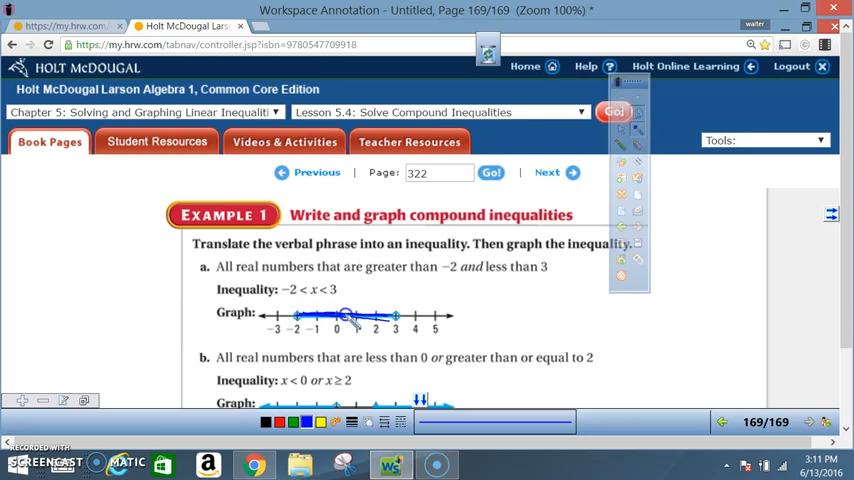 Workspace Annotation - Untitled, Page 169/169 (Zoom 100%) *
https://my.hrw.com/tabnav/ Holt McDougal Larson Alg walter
https://my.hrw.com/tabnav/controller.jsp?isbn=9780547709918
HOLT MCDOUGAL Home Help ? Holt Online Learning Logout
Holt McDougal Larson Algebra 1, Common Core Edition
Chapter 5: Solving and Graphing Linear Inequaliti Lesson 5.4: Solve Compound Inequalities Go!
Book Pages Student Resources Videos & Activities Teacher Resources Tools:
Previous | Page: 322 Go! | Next
EXAMPLE 1 Write and graph compound inequalities
Translate the verbal phrase into an inequality. Then graph the inequality.
a. All real numbers that are greater than −2 and less than 3
Inequality: −2 < x < 3
Graph:
−3 −2 −1 0 1 2 3 4 5
b. All real numbers that are less than 0 or greater than or equal to 2
Inequality: x < 0 or x ≥ 2
Graph:
169/169
RECORDED WITH
SCREENCAST MATIC
3:11 PM
6/13/2016